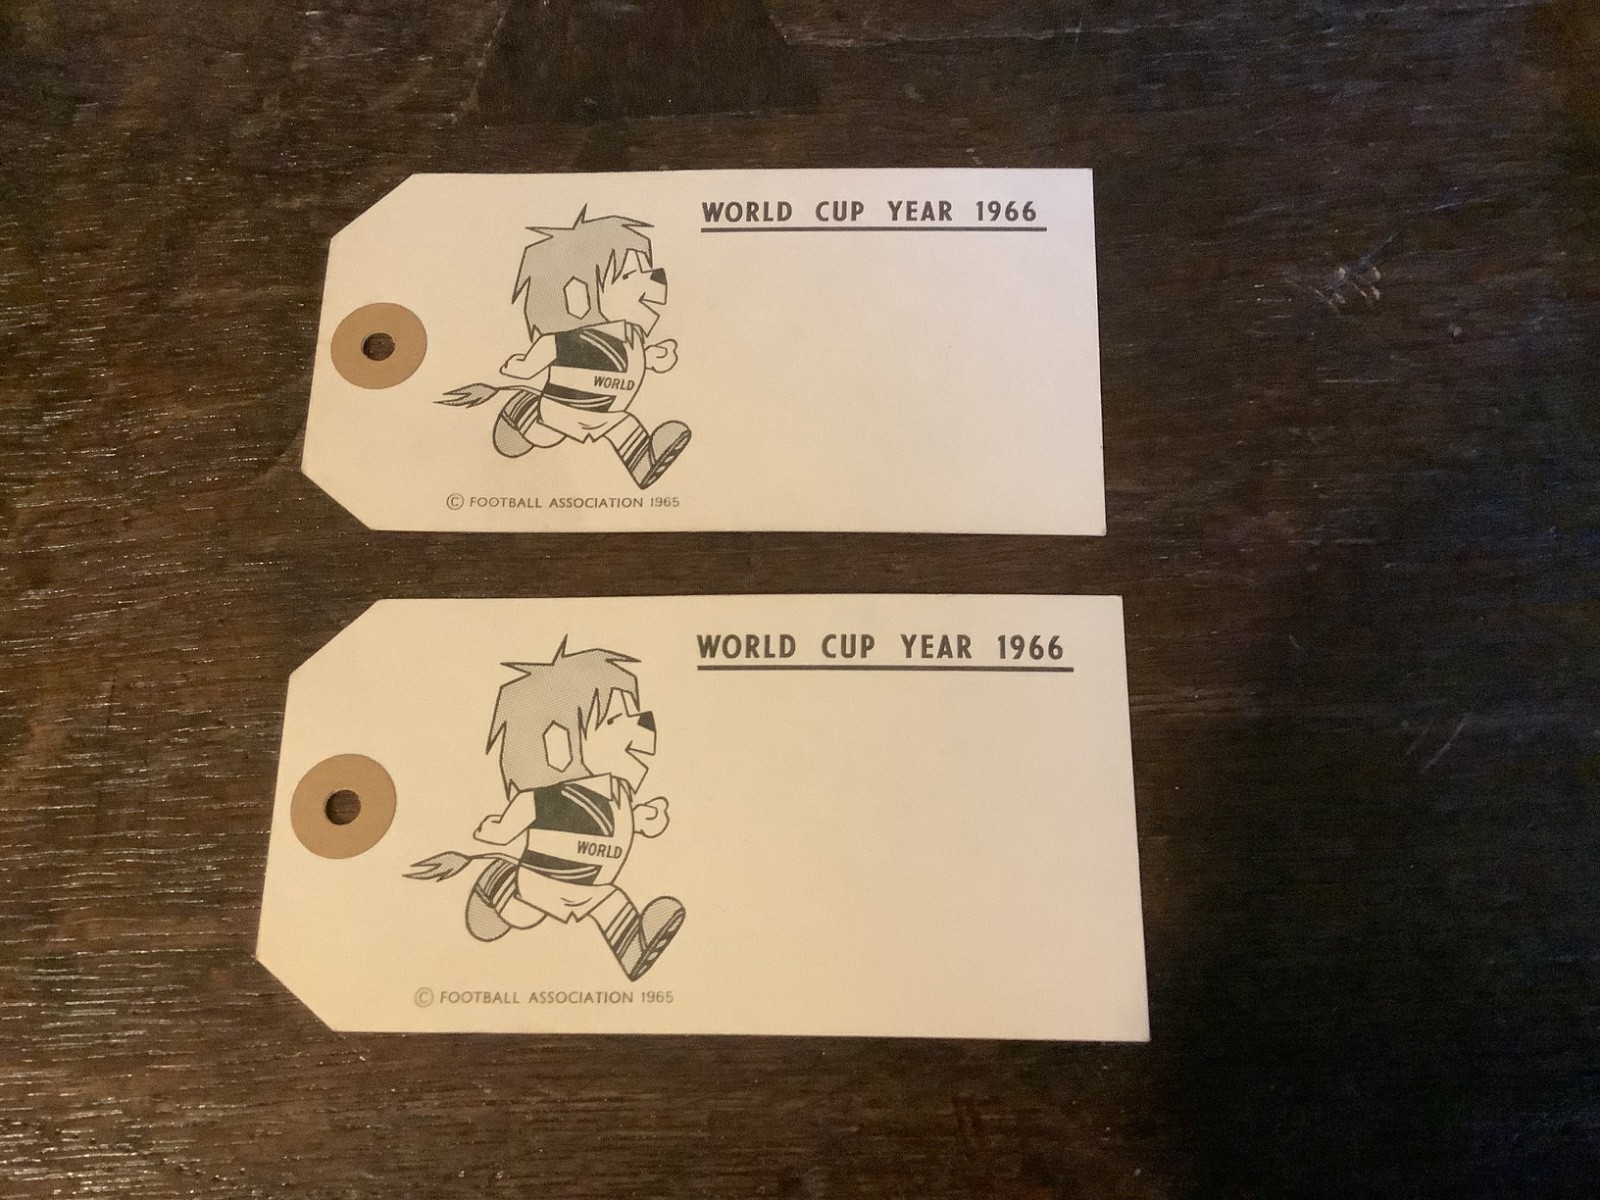 WORLD CUP YEAR 1966
WORLD
© FOOTBALL ASSOCIATION 1965
WORLD CUP YEAR 1966
WORLD
© FOOTBALL ASSOCIATION 1965